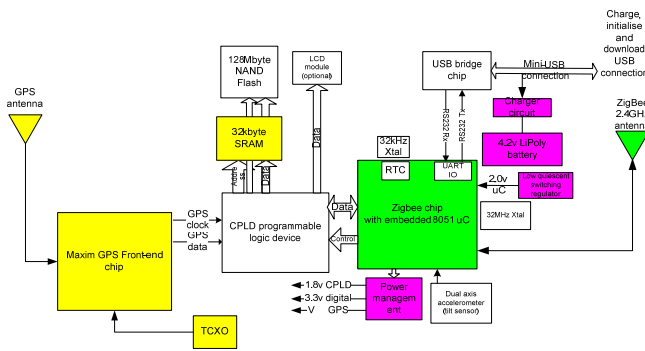 GPS
antenna
128Mbyte
NAND
Flash
LCD
module
(optional)
32kbyte
SRAM
Addre
ss
Data
Data
USB bridge
chip
Mini-USB
connection
Charge,
initialise
and
download
USB
connection
Charger
circuit
4.2v LiPoly
battery
ZigBee
2.4GHz
antenna
RS232 Rx
RS232 Tx
32kHz
Xtal
RTC
UART
IO
Zigbee chip
with embedded 8051 uC
2.0v
uC
Low quiescent
switching
regulator
32MHz Xtal
Data
Control
CPLD programmable
logic device
GPS
clock
GPS
data
Maxim GPS Front-end
chip
TCXO
1.8v CPLD
3.3v digital
V GPS
Power
managem
ent
Dual axis
accelerometer
(tilt sensor)